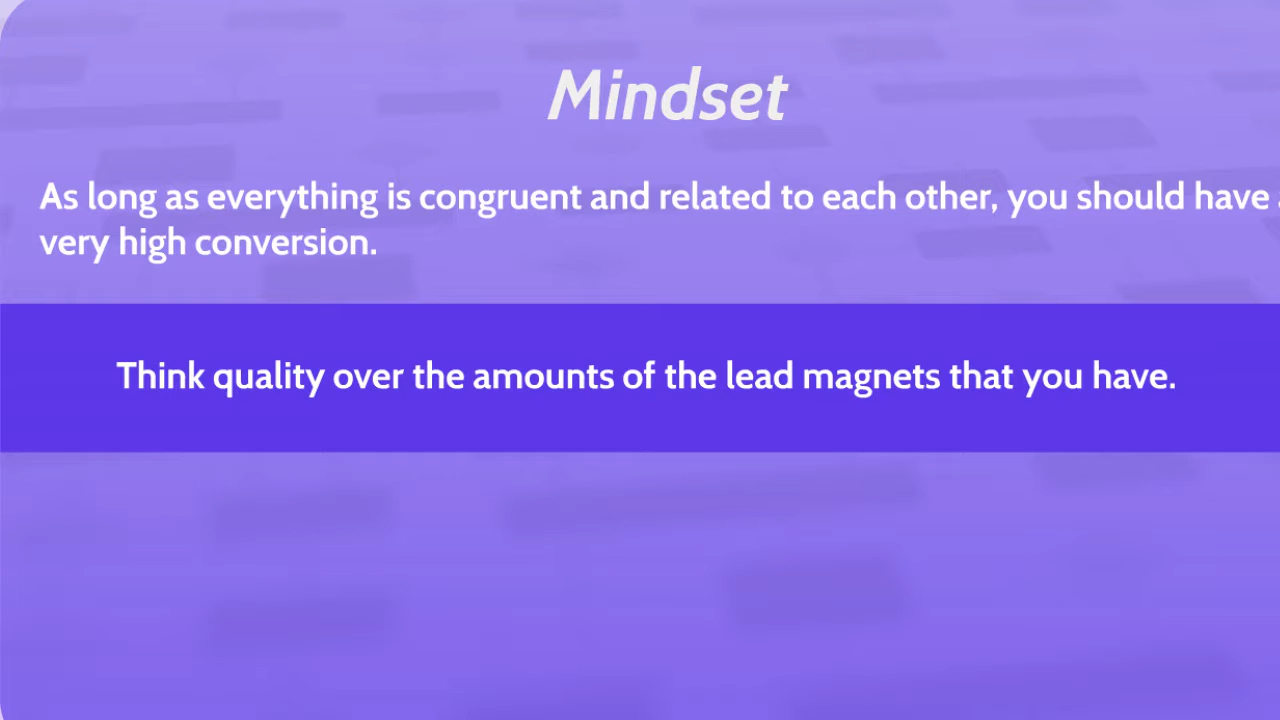 Mindset
As long as everything is congruent and related to each other, you should have
very high conversion.
Think quality over the amounts of the lead magnets that you have.